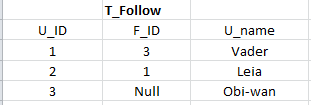 T_Follow
U_ID F_ID U_name
1 3 Vader
2 1 Leia
3 Null Obi-wan